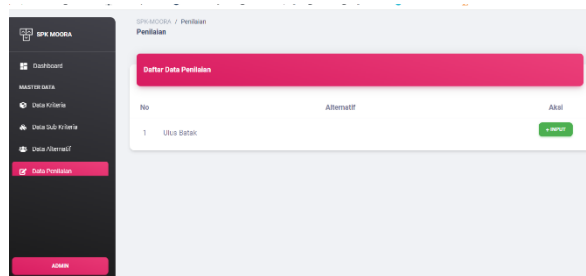 SPK MOORA
Dashboard
MASTER DATA
Data Kriteria
Data Sub Kriteria
Data Alternatif
Data Penilaian
ADMIN
SPK MOORA / Penilaian
Penilaian
Daftar Data Penilaian
No Alternatif Aksi
1 Ulos Batak + INPUT